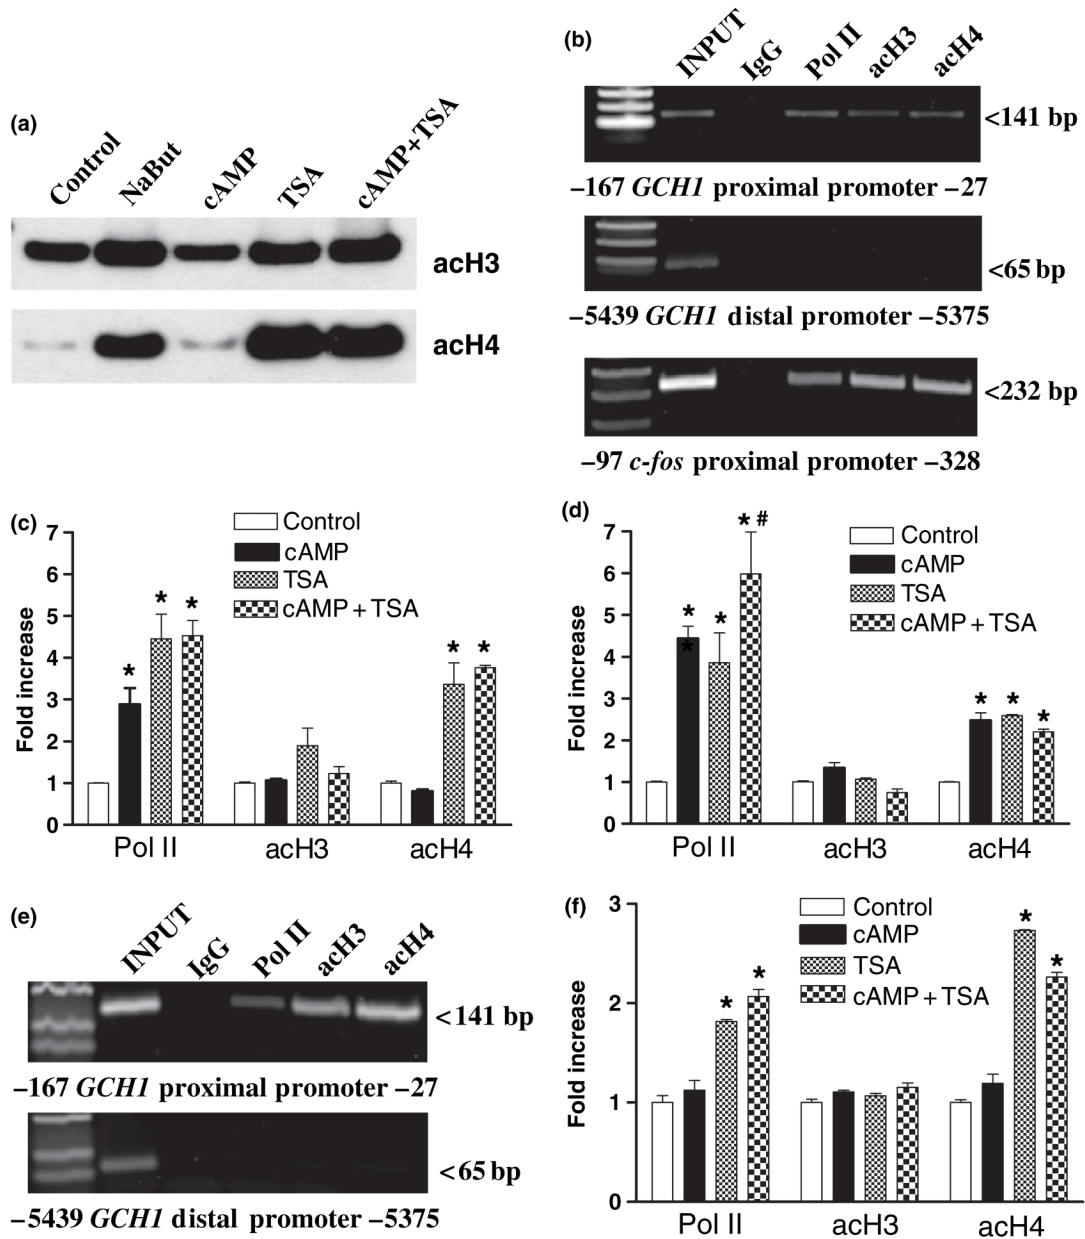 (a)
Control NaBut cAMP TSA cAMP+TSA
acH3
acH4
(b)
INPUT IgG Pol II acH3 acH4
<141 bp
−167 GCH1 proximal promoter −27
<65 bp
−5439 GCH1 distal promoter −5375
<232 bp
−97 c-fos proximal promoter −328
(c)
Control
cAMP
TSA
cAMP + TSA
Fold increase
7
6
5
4
3
2
1
0
* * * * *
Pol II acH3 acH4
(d)
Control
cAMP
TSA
cAMP + TSA
Fold increase
7
6
5
4
3
2
1
0
* * * * # * * *
Pol II acH3 acH4
(e)
INPUT IgG Pol II acH3 acH4
<141 bp
−167 GCH1 proximal promoter −27
<65 bp
−5439 GCH1 distal promoter −5375
(f)
Control
cAMP
TSA
cAMP + TSA
Fold increase
3
2
1
0
* * * *
Pol II acH3 acH4